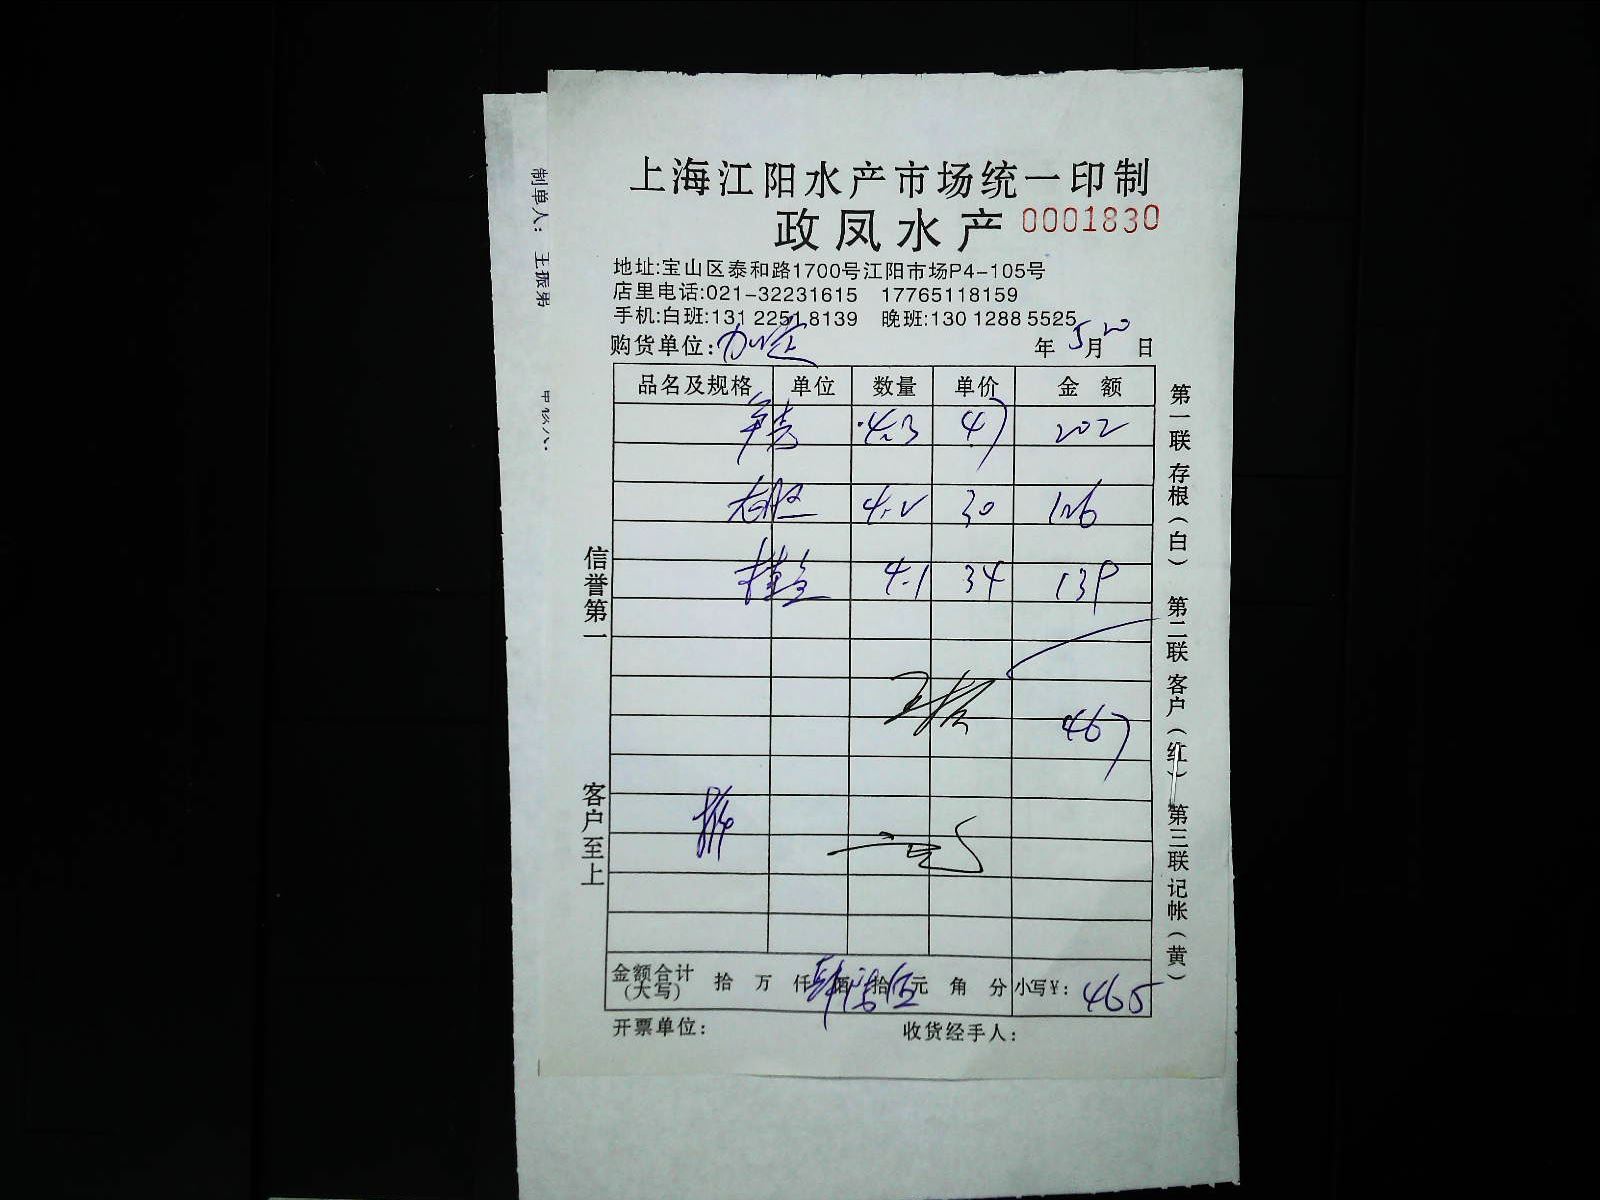 上海江阳水产市场统一印制
政凤水产 0001830
地址:宝山区泰和路1700号江阳市场P4-105号
店里电话:021-32231615 17765118159
手机:白班:131 2251 8139 晚班:130 1288 5525
购货单位: 年 5月 20日
品名及规格 单位 数量 单价 金额
4.3 47 202
4.2 30 126
4.1 34 139
467
金额合计(大写) 拾 万 仟 肆佰 陆拾 伍元 角 分 小写¥: 465
开票单位: 收货经手人:
信誉第一
客户至上
第一联存根(白) 第二联客户(红) 第三联记帐(黄)
制单人: 王振弟